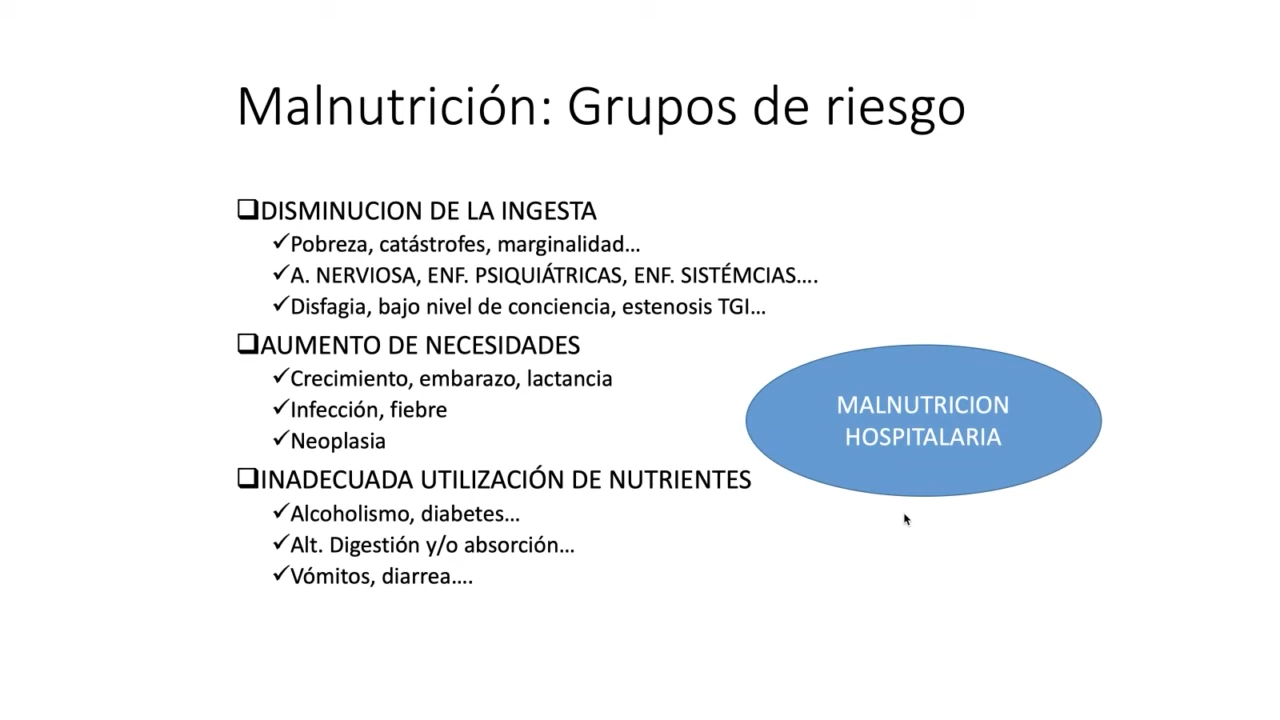 Malnutrición: Grupos de riesgo
DISMINUCION DE LA INGESTA
Pobreza, catástrofes, marginalidad...
A. NERVIOSA, ENF. PSIQUIÁTRICAS, ENF. SISTÉMCIAS....
Disfagia, bajo nivel de conciencia, estenosis TGI...
AUMENTO DE NECESIDADES
Crecimiento, embarazo, lactancia
Infección, fiebre
Neoplasia
INADECUADA UTILIZACIÓN DE NUTRIENTES
Alcoholismo, diabetes...
Alt. Digestión y/o absorción...
Vómitos, diarrea....
MALNUTRICION
HOSPITALARIA